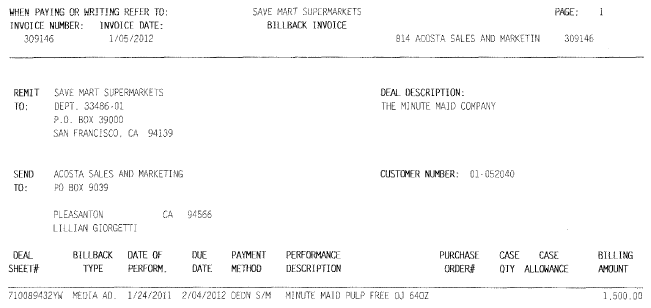 WHEN PAYING OR WRITING REFER TO: SAVE MART SUPERMARKETS PAGE: 1
INVOICE NUMBER: INVOICE DATE: BILLBACK INVOICE
309146 1/05/2012 814 ACOSTA SALES AND MARKETIN 309146
REMIT SAVE MART SUPERMARKETS DEAL DESCRIPTION:
TO: DEPT. 33486-01 THE MINUTE MAID COMPANY
P.O. BOX 39000
SAN FRANCISCO, CA 94139
SEND ACOSTA SALES AND MARKETING CUSTOMER NUMBER: 01-052040
TO: PO BOX 9039
PLEASANTON CA 94566
LILLIAN GIORGETTI
DEAL BILLBACK DATE OF DUE PAYMENT PERFORMANCE PURCHASE CASE CASE BILLING
SHEET# TYPE PERFORM. DATE METHOD DESCRIPTION ORDER# QTY ALLOWANCE AMOUNT
710089432YW MEDIA AD. 1/24/2011 2/04/2012 DEDN S/M MINUTE MAID PULP FREE OJ 64OZ 1,500.00